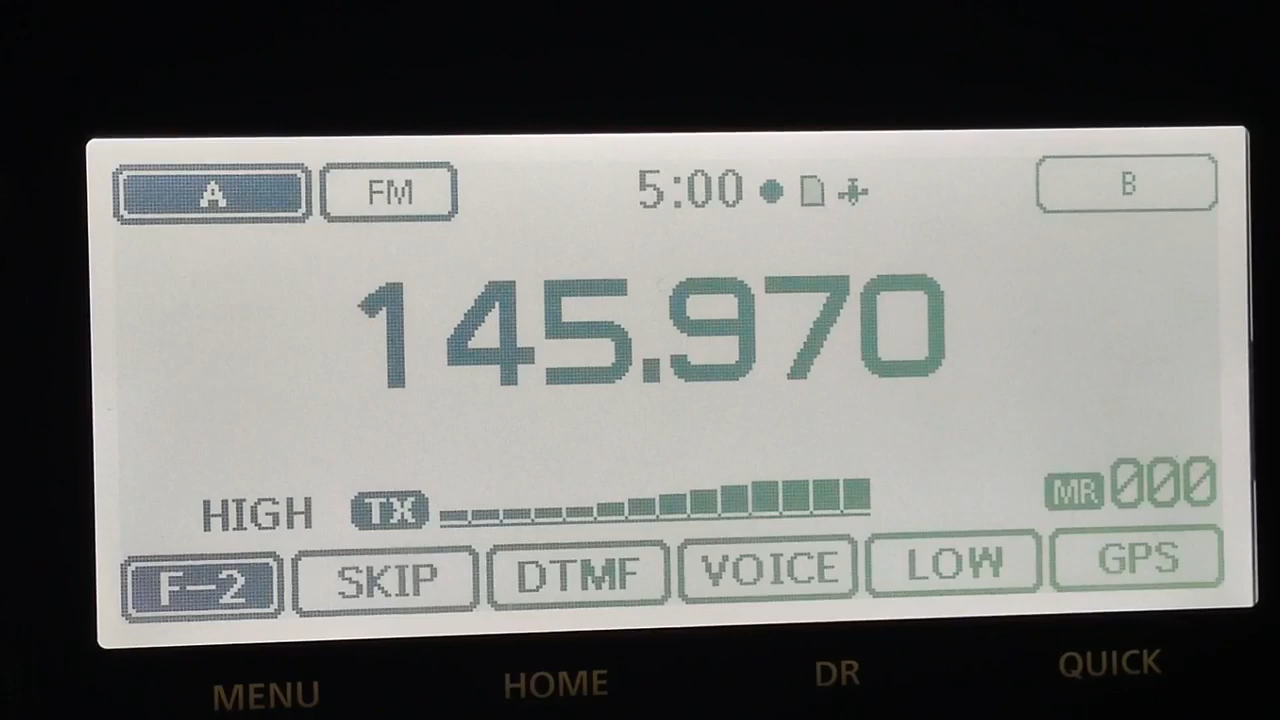 A FM 5:00 B
145.970
HIGH TX MR 000
F-2 SKIP DTMF VOICE LOW GPS
MENU HOME DR QUICK